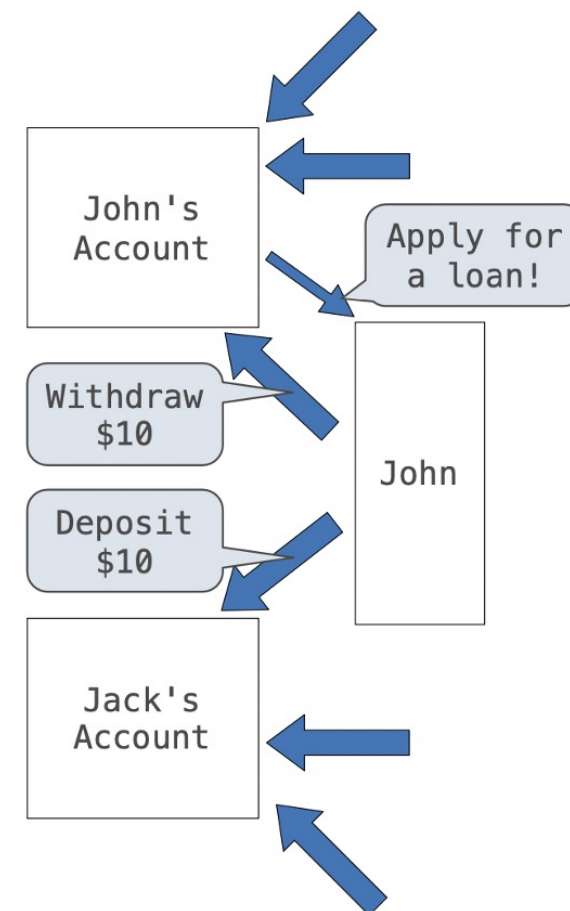 John's
Account
Apply for
a loan!
Withdraw
$10
John
Deposit
$10
Jack's
Account